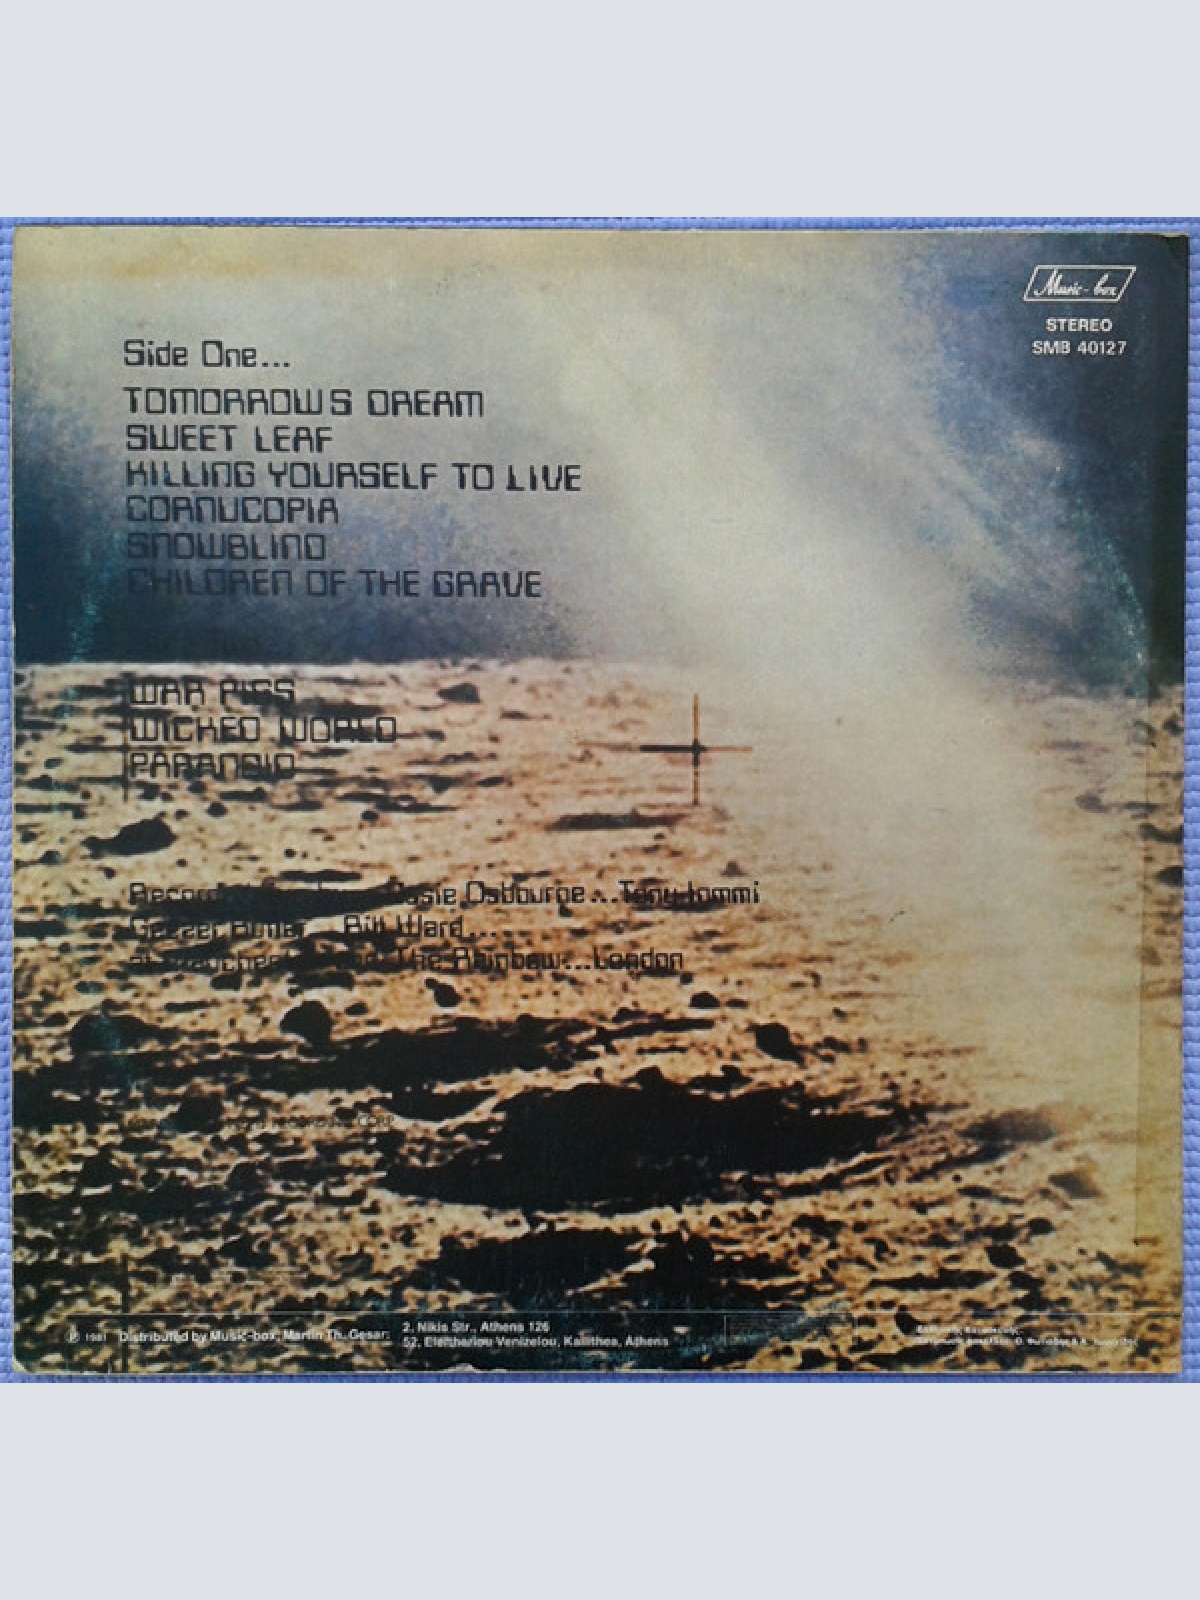 Music-box
STEREO
SMB 40127
Side One...
TOMORROWS DREAM
SWEET LEAF
KILLING YOURSELF TO LIVE
CORNUCOPIA
SNOWBLIND
CHILDREN OF THE GRAVE
WAR PIGS
WICKED WORLD
PARANOID
Ossie Osbourne...Tony Iommi
Geezer Butler Bill Ward...
The Rainbow...London
℗ 1981 Distributed by Music-box, Martin Th. Gesar:
2, Nikis Str., Athens 126
52, Eleftheriou Venizelou, Kallithea, Athens